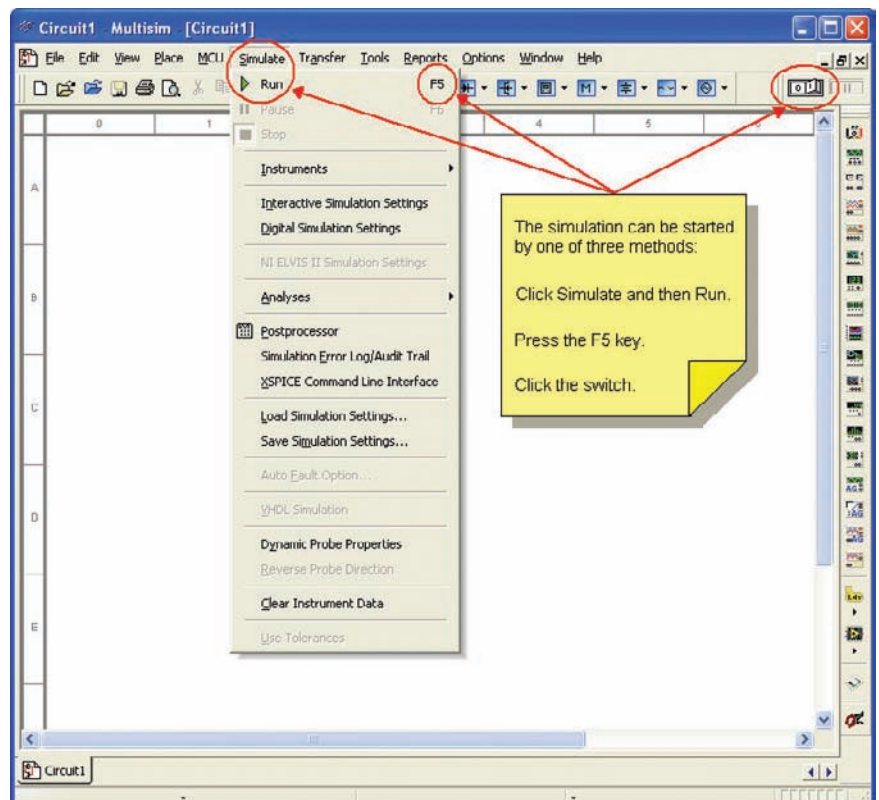 Circuit1 - Multisim - [Circuit1]
File Edit View Place MCU Simulate Transfer Tools Reports Options Window Help
Run F5
Pause F6
Stop
Instruments
Interactive Simulation Settings
Digital Simulation Settings
NI ELVIS II Simulation Settings
Analyses
Postprocessor
Simulation Error Log/Audit Trail
XSPICE Command Line Interface
Load Simulation Settings...
Save Simulation Settings...
Auto Fault Option...
VHDL Simulation
Dynamic Probe Properties
Reverse Probe Direction
Clear Instrument Data
Use Tolerances
0 1 4 5
A
B
C
D
E
The simulation can be started
by one of three methods:
Click Simulate and then Run.
Press the F5 key.
Click the switch.
AG
Circuit1